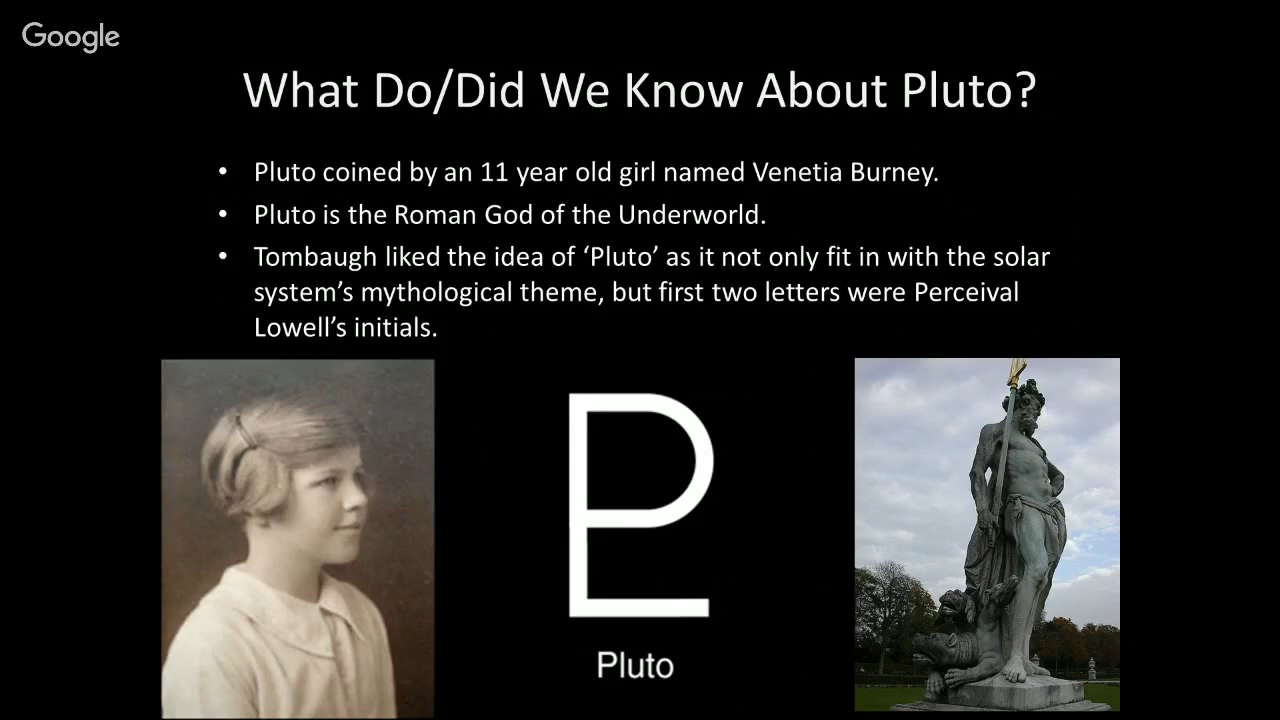 Google
What Do/Did We Know About Pluto?
• Pluto coined by an 11 year old girl named Venetia Burney.
• Pluto is the Roman God of the Underworld.
• Tombaugh liked the idea of ‘Pluto’ as it not only fit in with the solar
system’s mythological theme, but first two letters were Perceival
Lowell’s initials.
Pluto